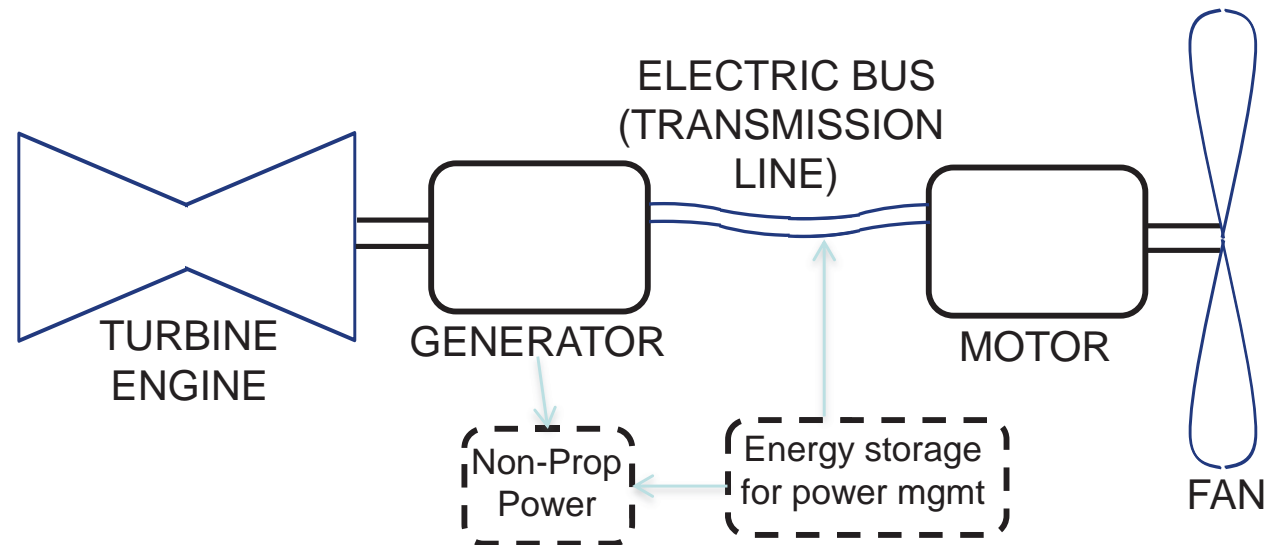 ELECTRIC BUS
(TRANSMISSION
LINE)
TURBINE
ENGINE
GENERATOR
MOTOR
Non-Prop
Power
Energy storage
for power mgmt
FAN